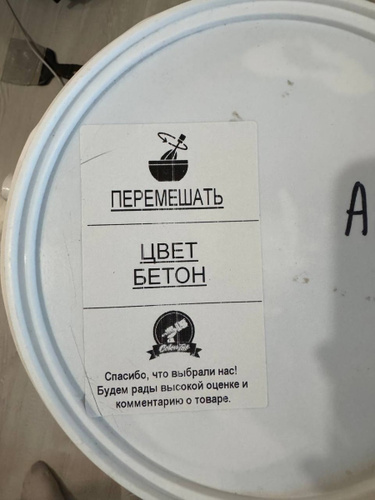 ПЕРЕМЕШАТЬ
ЦВЕТ
БЕТОН
Спасибо, что выбрали нас!
Будем рады высокой оценке и
комментарию о товаре.
А